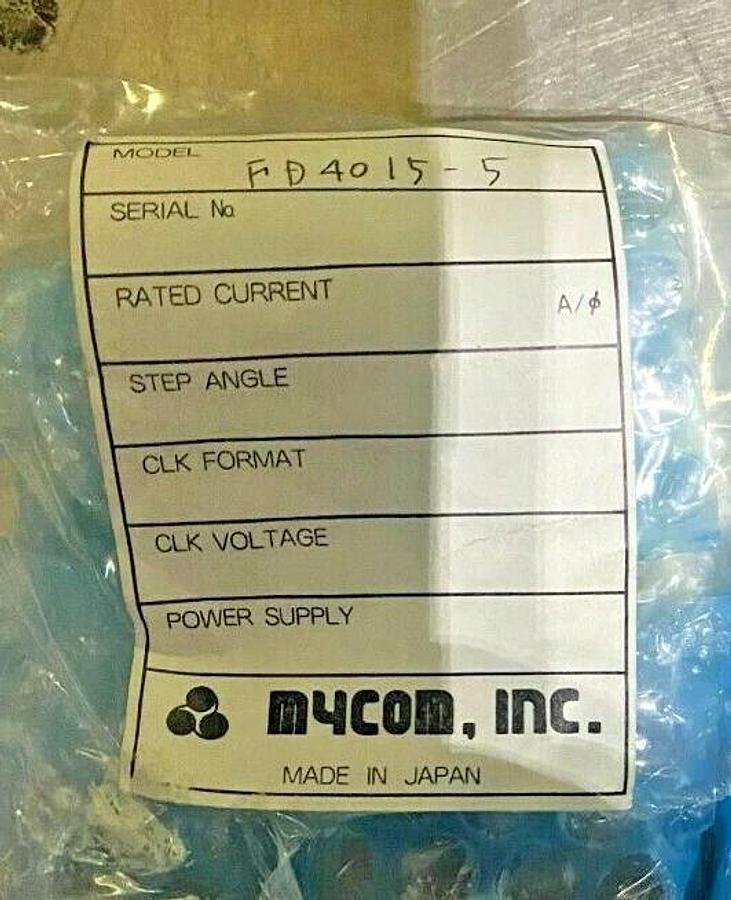 MODEL FD4015-5
SERIAL No.
RATED CURRENT A/ϕ
STEP ANGLE
CLK FORMAT
CLK VOLTAGE
POWER SUPPLY
MYCOM, INC.
MADE IN JAPAN